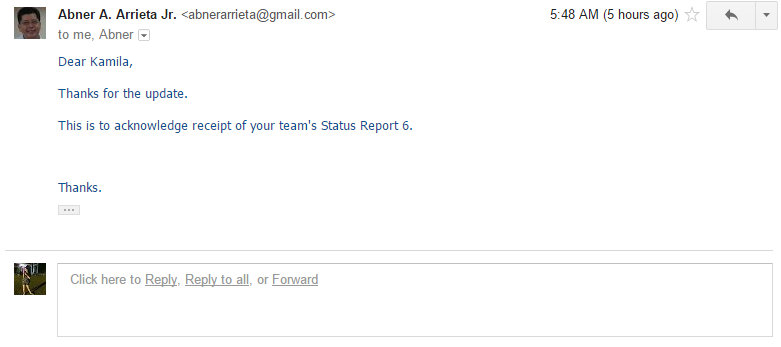 Abner A. Arrieta Jr. <abnerarrieta@gmail.com> 5:48 AM (5 hours ago)
to me, Abner
Dear Kamila,
Thanks for the update.
This is to acknowledge receipt of your team's Status Report 6.
Thanks.
Click here to Reply, Reply to all, or Forward